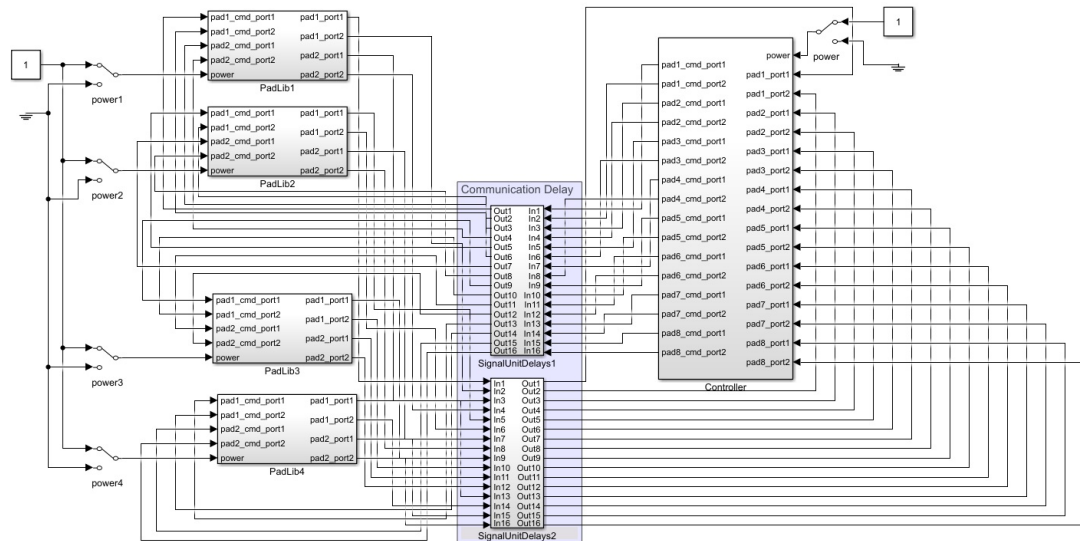 1
power1
power2
power3
power4
pad1_cmd_port1
pad1_cmd_port2
pad2_cmd_port1
pad2_cmd_port2
power
pad1_port1
pad1_port2
pad2_port1
pad2_port2
PadLib1
pad1_cmd_port1
pad1_cmd_port2
pad2_cmd_port1
pad2_cmd_port2
power
pad1_port1
pad1_port2
pad2_port1
pad2_port2
PadLib2
pad1_cmd_port1
pad1_cmd_port2
pad2_cmd_port1
pad2_cmd_port2
power
pad1_port1
pad1_port2
pad2_port1
pad2_port2
PadLib3
pad1_cmd_port1
pad1_cmd_port2
pad2_cmd_port1
pad2_cmd_port2
power
pad1_port1
pad1_port2
pad2_port1
pad2_port2
PadLib4
Communication Delay
Out1 In1
Out2 In2
Out3 In3
Out4 In4
Out5 In5
Out6 In6
Out7 In7
Out8 In8
Out9 In9
Out10 In10
Out11 In11
Out12 In12
Out13 In13
Out14 In14
Out15 In15
Out16 In16
SignalUnitDelays1
In1 Out1
In2 Out2
In3 Out3
In4 Out4
In5 Out5
In6 Out6
In7 Out7
In8 Out8
In9 Out9
In10 Out10
In11 Out11
In12 Out12
In13 Out13
In14 Out14
In15 Out15
In16 Out16
SignalUnitDelays2
pad1_cmd_port1
pad1_cmd_port2
pad2_cmd_port1
pad2_cmd_port2
pad3_cmd_port1
pad3_cmd_port2
pad4_cmd_port1
pad4_cmd_port2
pad5_cmd_port1
pad5_cmd_port2
pad6_cmd_port1
pad6_cmd_port2
pad7_cmd_port1
pad7_cmd_port2
pad8_cmd_port1
pad8_cmd_port2
power
pad1_port1
pad1_port2
pad2_port1
pad2_port2
pad3_port1
pad3_port2
pad4_port1
pad4_port2
pad5_port1
pad5_port2
pad6_port1
pad6_port2
pad7_port1
pad7_port2
pad8_port1
pad8_port2
Controller
power
1